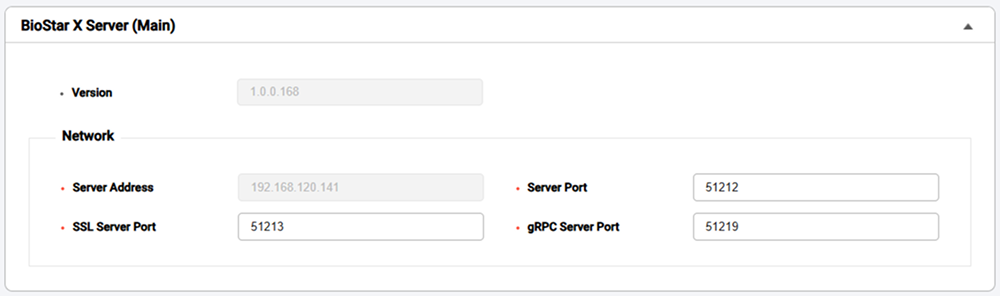 BioStar X Server (Main)
Version 1.0.0.168
Network
Server Address 192.168.120.141 Server Port 51212
SSL Server Port 51213 gRPC Server Port 51219